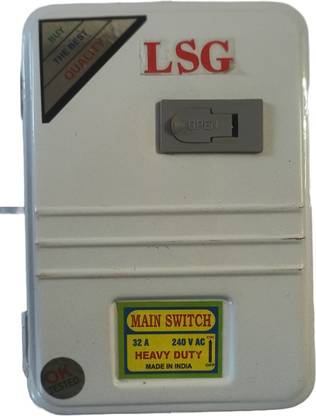 BUY
THE BEST
QUALITY
LSG
OPEN
MAIN SWITCH
32 A 240 V AC
HEAVY DUTY
MADE IN INDIA
OK
TESTED